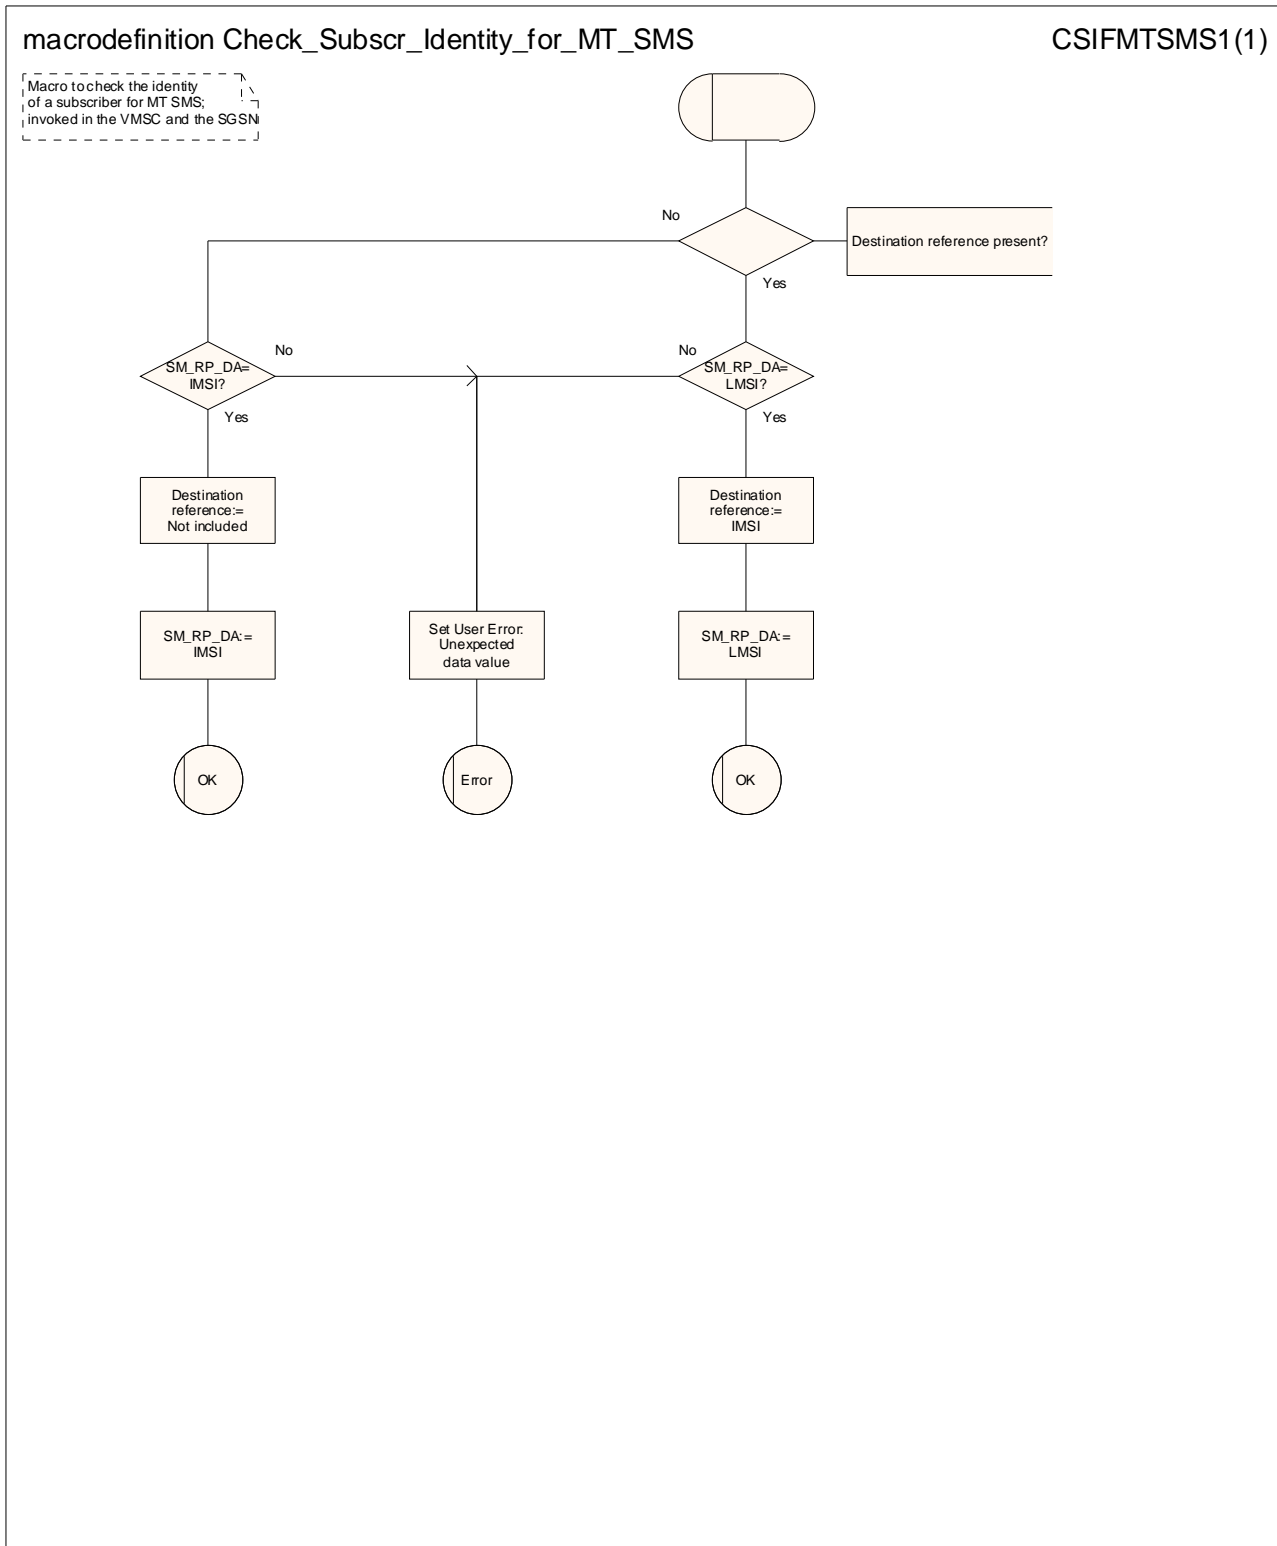 macrodefinition Check_Subscr_Identity_for_MT_SMS
CSIFMTSMS1(1)
Macro to check the identity
of a subscriber for MT SMS;
invoked in the VMSC and the SGSN
No
Destination reference present?
Yes
SM_RP_DA=
IMSI?
No
Yes
No
SM_RP_DA=
LMSI?
Yes
Destination
reference:=
Not included
Destination
reference:=
IMSI
SM_RP_DA:=
IMSI
Set User Error:
Unexpected
data value
SM_RP_DA:=
LMSI
OK
Error
OK